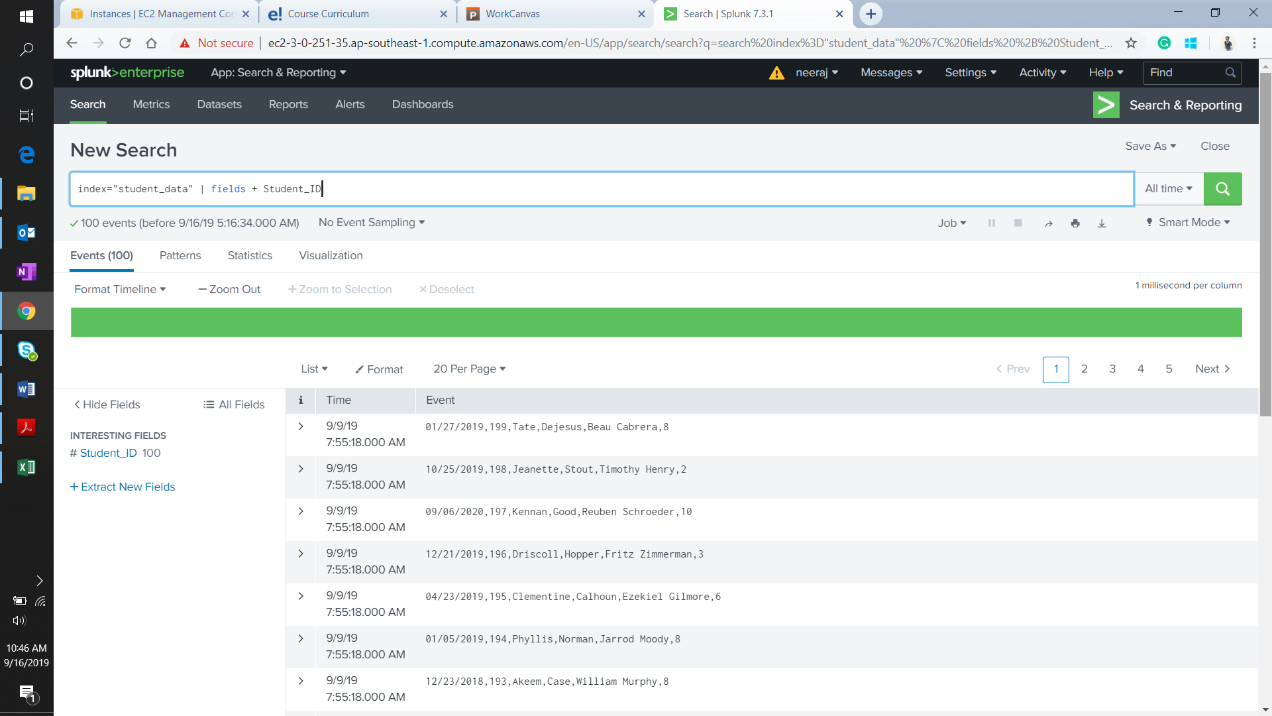 Instances | EC2 Management Con
Course Curriculum
WorkCanvas
Search | Splunk 7.3.1
Not secure | ec2-3-0-251-35.ap-southeast-1.compute.amazonaws.com/en-US/app/search/search?q=search%20index%3D"student_data"%20%7C%20fields%20%2B%20Student_...
splunk>enterprise App: Search & Reporting neeraj Messages Settings Activity Help Find
Search Metrics Datasets Reports Alerts Dashboards Search & Reporting
New Search
Save As Close
index="student_data" | fields + Student_ID
All time
100 events (before 9/16/19 5:16:34.000 AM) No Event Sampling Job Smart Mode
Events (100) Patterns Statistics Visualization
Format Timeline — Zoom Out + Zoom to Selection × Deselect
1 millisecond per column
List Format 20 Per Page
< Prev 1 2 3 4 5 Next >
< Hide Fields All Fields
i Time Event
INTERESTING FIELDS
# Student_ID 100
+ Extract New Fields
9/9/19
7:55:18.000 AM
01/27/2019,199,Tate,Dejesus,Beau Cabrera,8
9/9/19
7:55:18.000 AM
10/25/2019,198,Jeanette,Stout,Timothy Henry,2
9/9/19
7:55:18.000 AM
09/06/2020,197,Kennan,Good,Reuben Schroeder,10
9/9/19
7:55:18.000 AM
12/21/2019,196,Driscoll,Hopper,Fritz Zimmerman,3
9/9/19
7:55:18.000 AM
04/23/2019,195,Clementine,Calhoun,Ezekiel Gilmore,6
9/9/19
7:55:18.000 AM
01/05/2019,194,Phyllis,Norman,Jarrod Moody,8
9/9/19
7:55:18.000 AM
12/23/2018,193,Akeem,Case,William Murphy,8
10:46 AM
9/16/2019
1